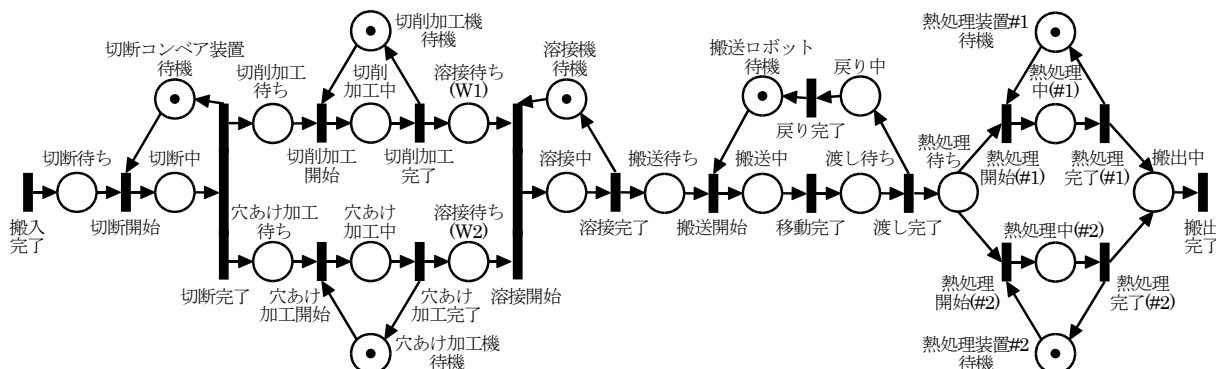 切断コンベア装置
待機
切削加工機
待機
切削加工
待ち
切削
加工中
溶接待ち
(W1)
溶接機
待機
搬送ロボット
待機
戻り中
戻り完了
熱処理装置#1
待機
熱処理
中(#1)
切断待ち
切断中
切削加工
開始
切削加工
完了
溶接中
搬送待ち
搬送中
渡し待ち
熱処理
待ち
熱処理
開始(#1)
熱処理
完了(#1)
搬出中
搬入
完了
切断開始
穴あけ加工
待ち
穴あけ
加工中
溶接待ち
(W2)
溶接完了
搬送開始
移動完了
渡し完了
熱処理中(#2)
搬出
完了
切断完了
穴あけ
加工開始
穴あけ
加工完了
溶接開始
熱処理
開始(#2)
熱処理
完了(#2)
穴あけ加工機
待機
熱処理装置#2
待機